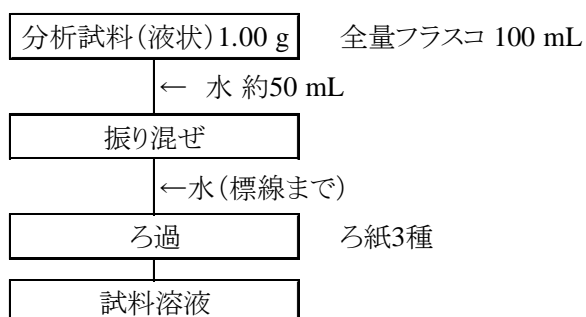 分析試料(液状)1.00 g 全量フラスコ 100 mL
← 水 約50 mL
振り混ぜ
←水(標線まで)
ろ過 ろ紙3種
試料溶液